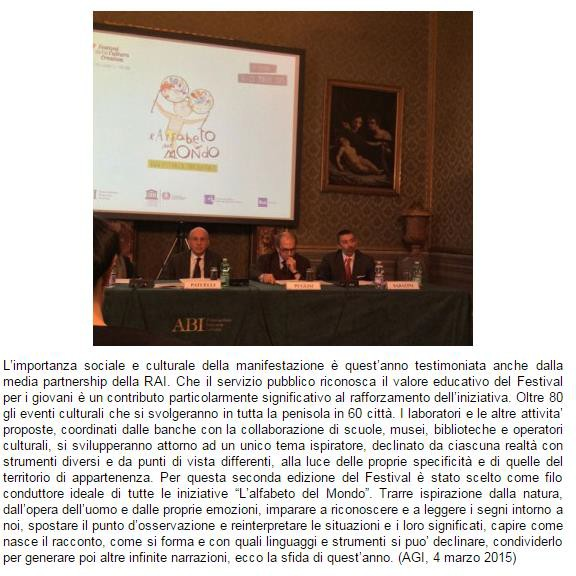 Festival
della Cultura
Creativa
L'AlfAbETO
DEL
MONDO
ABI
Rai
PATUELLI
PUGLISI
SABATINI
ABI
L'importanza sociale e culturale della manifestazione è quest'anno testimoniata anche dalla
media partnership della RAI. Che il servizio pubblico riconosca il valore educativo del Festival
per i giovani è un contributo particolarmente significativo al rafforzamento dell'iniziativa. Oltre 80
gli eventi culturali che si svolgeranno in tutta la penisola in 60 città. I laboratori e le altre attivita'
proposte, coordinati dalle banche con la collaborazione di scuole, musei, biblioteche e operatori
culturali, si svilupperanno attorno ad un unico tema ispiratore, declinato da ciascuna realtà con
strumenti diversi e da punti di vista differenti, alla luce delle proprie specificità e di quelle del
territorio di appartenenza. Per questa seconda edizione del Festival è stato scelto come filo
conduttore ideale di tutte le iniziative “L'alfabeto del Mondo”. Trarre ispirazione dalla natura,
dall'opera dell'uomo e dalle proprie emozioni, imparare a riconoscere e a leggere i segni intorno a
noi, spostare il punto d'osservazione e reinterpretare le situazioni e i loro significati, capire come
nasce il racconto, come si forma e con quali linguaggi e strumenti si puo' declinare, condividerlo
per generare poi altre infinite narrazioni, ecco la sfida di quest'anno. (AGI, 4 marzo 2015)